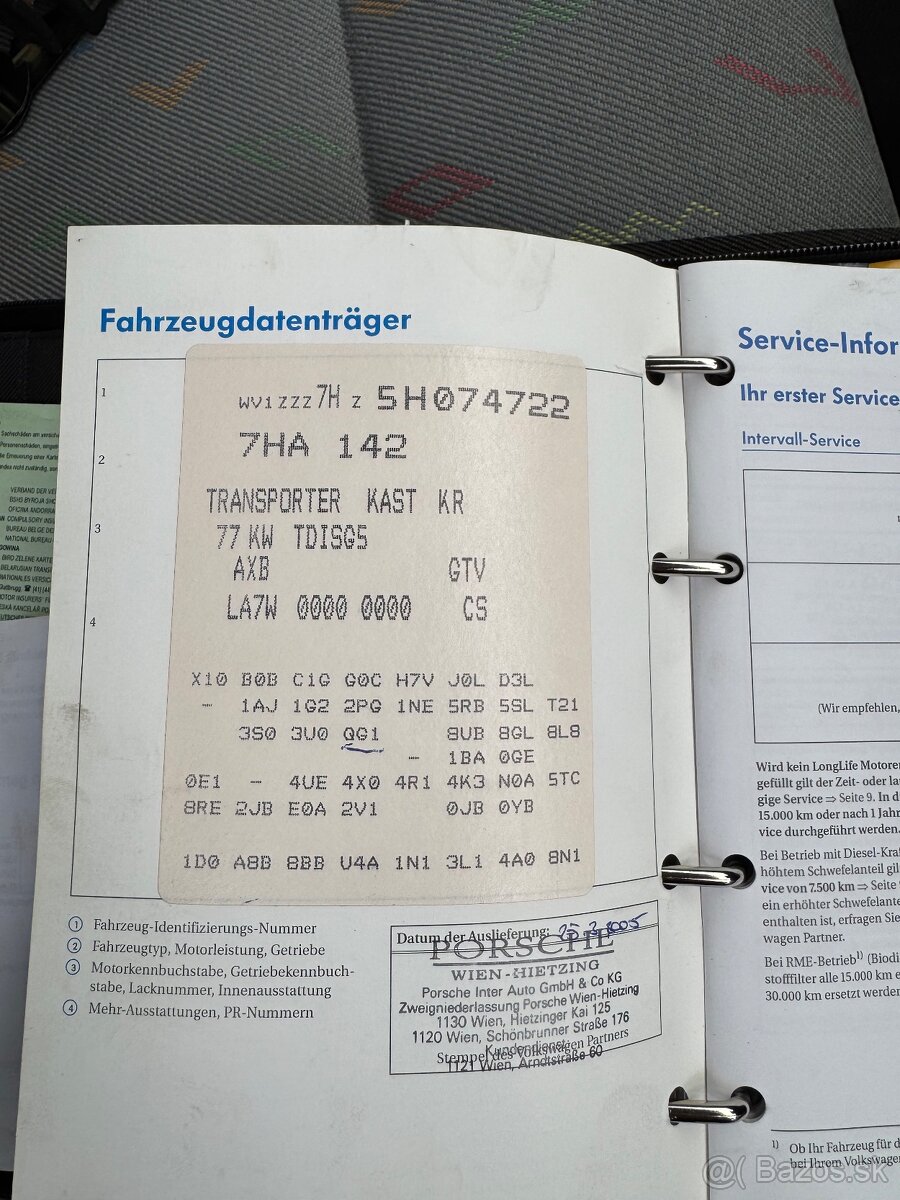 Fahrzeugdatenträger
1
WV1ZZZ7HZ 5H074722
2
7HA 142
TRANSPORTER KAST KR
3
77 KW TDISG5
AXB GTV
4
LA7W 0000 0000 CS
X10 B0B C1G G0C H7V J0L D3L
- 1AJ 1G2 2PG 1NE 5RB 5SL T21
3S0 3U0 QG1 8UB 8GL 8L8
- 1BA 0GE
0E1 - 4UE 4X0 4R1 4K3 N0A 5TC
8RE 2JB E0A 2V1 0JB 0YB
1D0 A8B 8BB U4A 1N1 3L1 4A0 8N1
1 Fahrzeug-Identifizierungs-Nummer
2 Fahrzeugtyp, Motorleistung, Getriebe
3 Motorkennbuchstabe, Getriebekennbuch-
stabe, Lacknummer, Innenausstattung
4 Mehr-Ausstattungen, PR-Nummern
Datum der Auslieferung:
PORSCHE
WIEN-HIETZING
Porsche Inter Auto GmbH & Co KG
Zweigniederlassung Porsche Wien-Hietzing
1130 Wien, Hietzinger Kai 125
1120 Wien, Schönbrunner Straße 176
Kundendienst
Stempel des Volkswagen Partners
1121 Wien, Arndtstraße 60
Service-Infor
Ihr erster Service
Intervall-Service
(Wir empfehlen,
Wird kein LongLife Motoren
gefüllt gilt der Zeit- oder la
gige Service ⇒ Seite 9. In d
15.000 km oder nach 1 Jahr
vice durchgeführt werden.
Bei Betrieb mit Diesel-Kraf
höhtem Schwefelanteil gil
vice von 7.500 km ⇒ Seite
ein erhöhter Schwefelante
enthalten ist, erfragen Sie
wagen Partner.
Bei RME-Betrieb1) (Biodi
stofffilter alle 15.000 km e
30.000 km ersetzt werden
1) Ob Ihr Fahrzeug für d
bei Ihrem Volkswagen
Bazos.sk